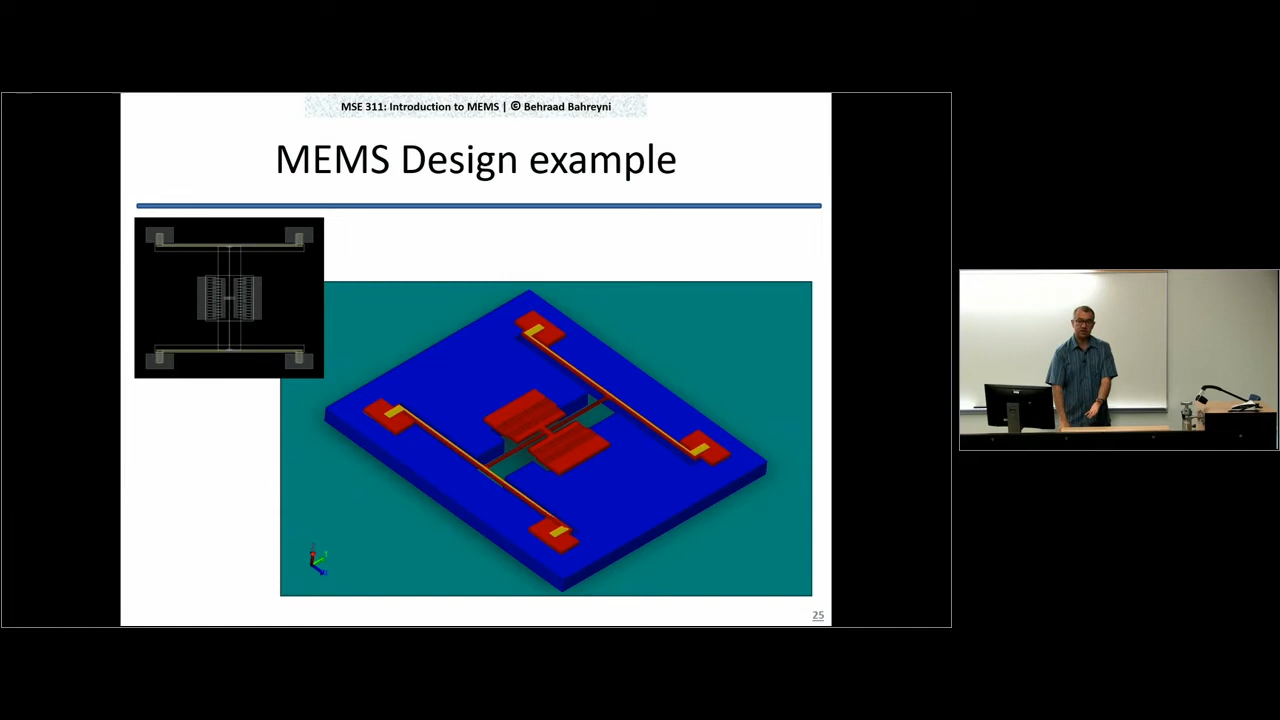 MSE 311: Introduction to MEMS | © Behraad Bahreyni
MEMS Design example
25